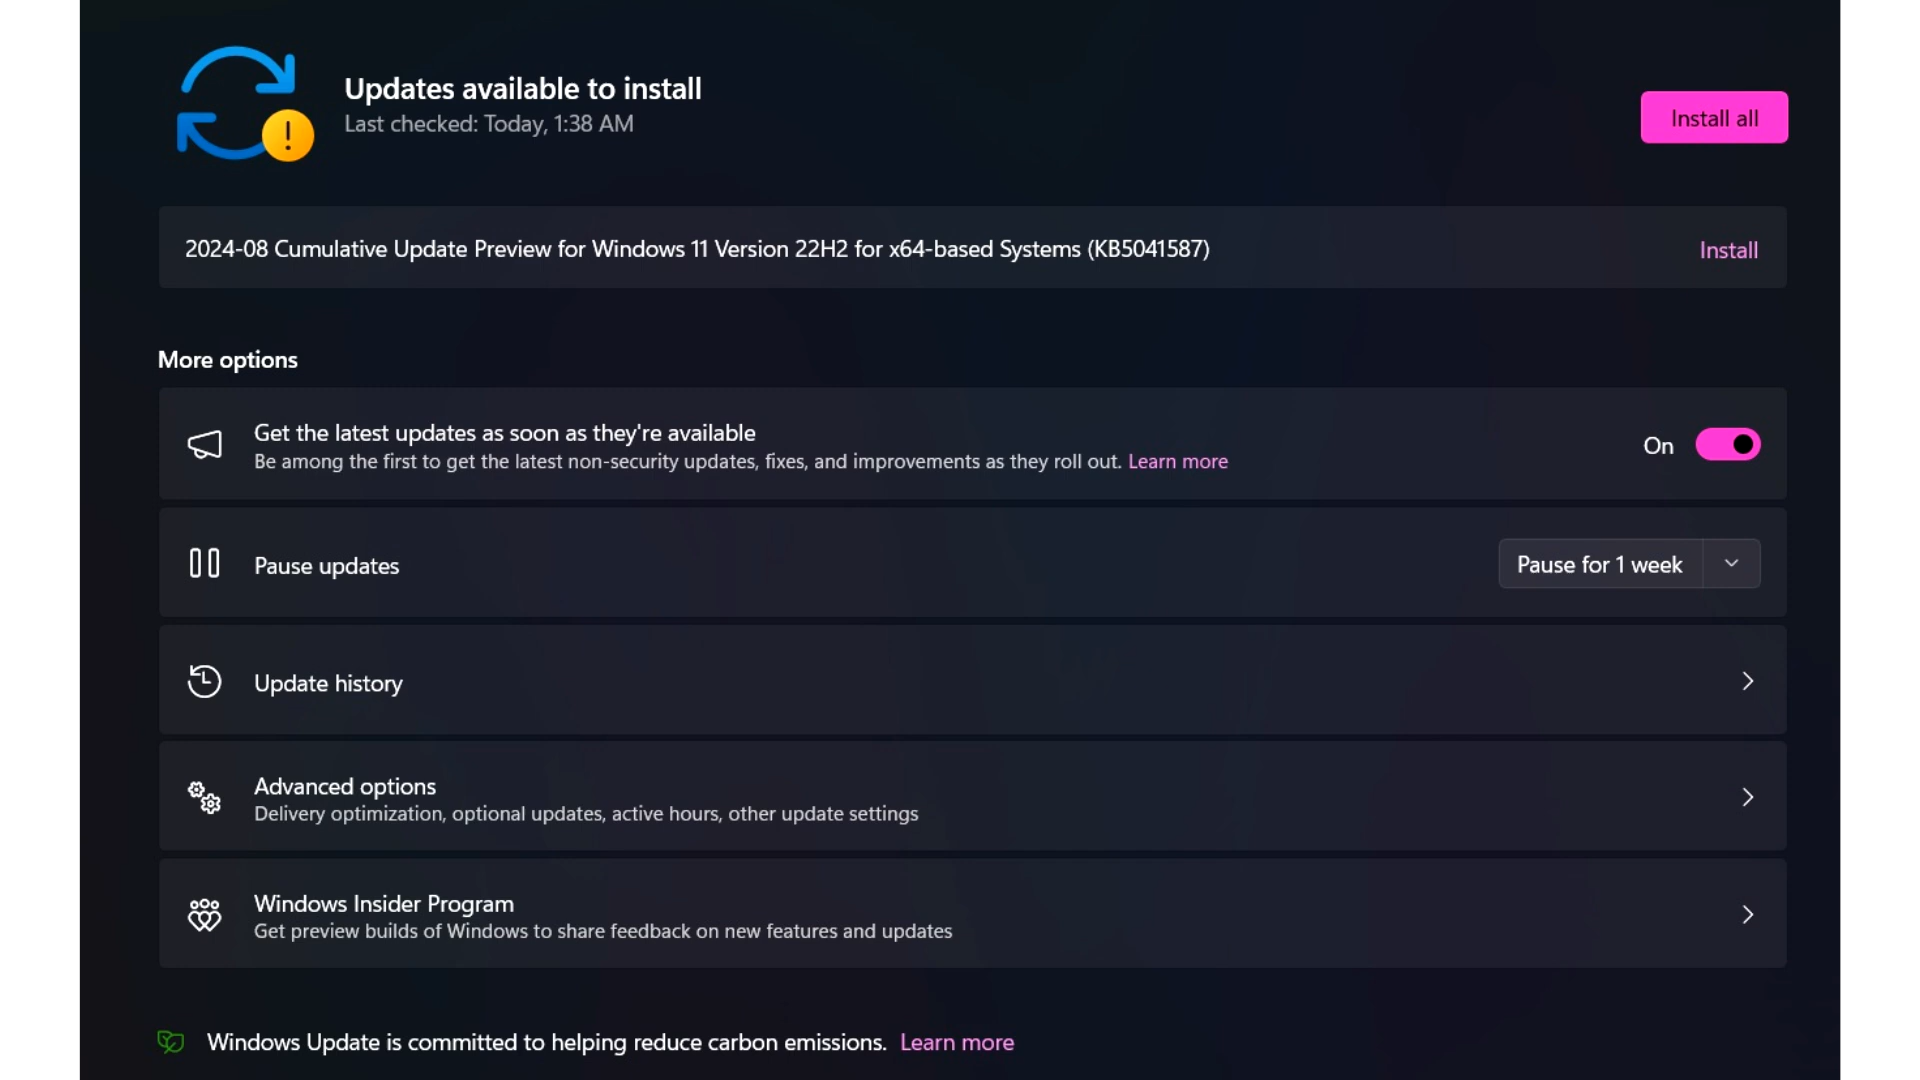 Updates available to install
Last checked: Today, 1:38 AM
Install all
2024-08 Cumulative Update Preview for Windows 11 Version 22H2 for x64-based Systems (KB5041587)
Install
More options
Get the latest updates as soon as they're available
Be among the first to get the latest non-security updates, fixes, and improvements as they roll out. Learn more
On
Pause updates
Pause for 1 week
Update history
Advanced options
Delivery optimization, optional updates, active hours, other update settings
Windows Insider Program
Get preview builds of Windows to share feedback on new features and updates
Windows Update is committed to helping reduce carbon emissions. Learn more